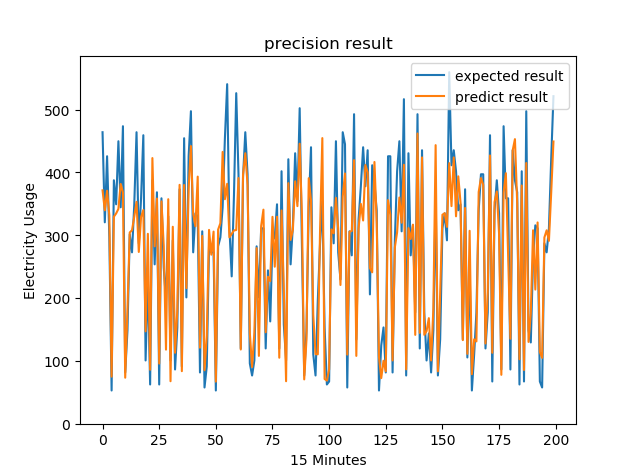 precision result
expected result
predict result
Electricity Usage
500
400
300
200
100
0
0 25 50 75 100 125 150 175 200
15 Minutes